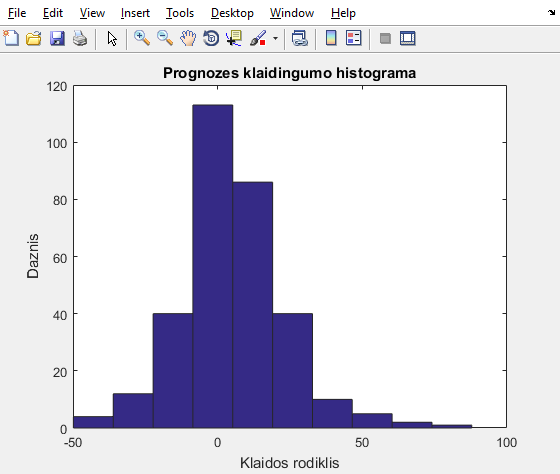 File Edit View Insert Tools Desktop Window Help
Prognozes klaidingumo histograma
120
100
80
60
40
20
0
Daznis
-50 0 50 100
Klaidos rodiklis